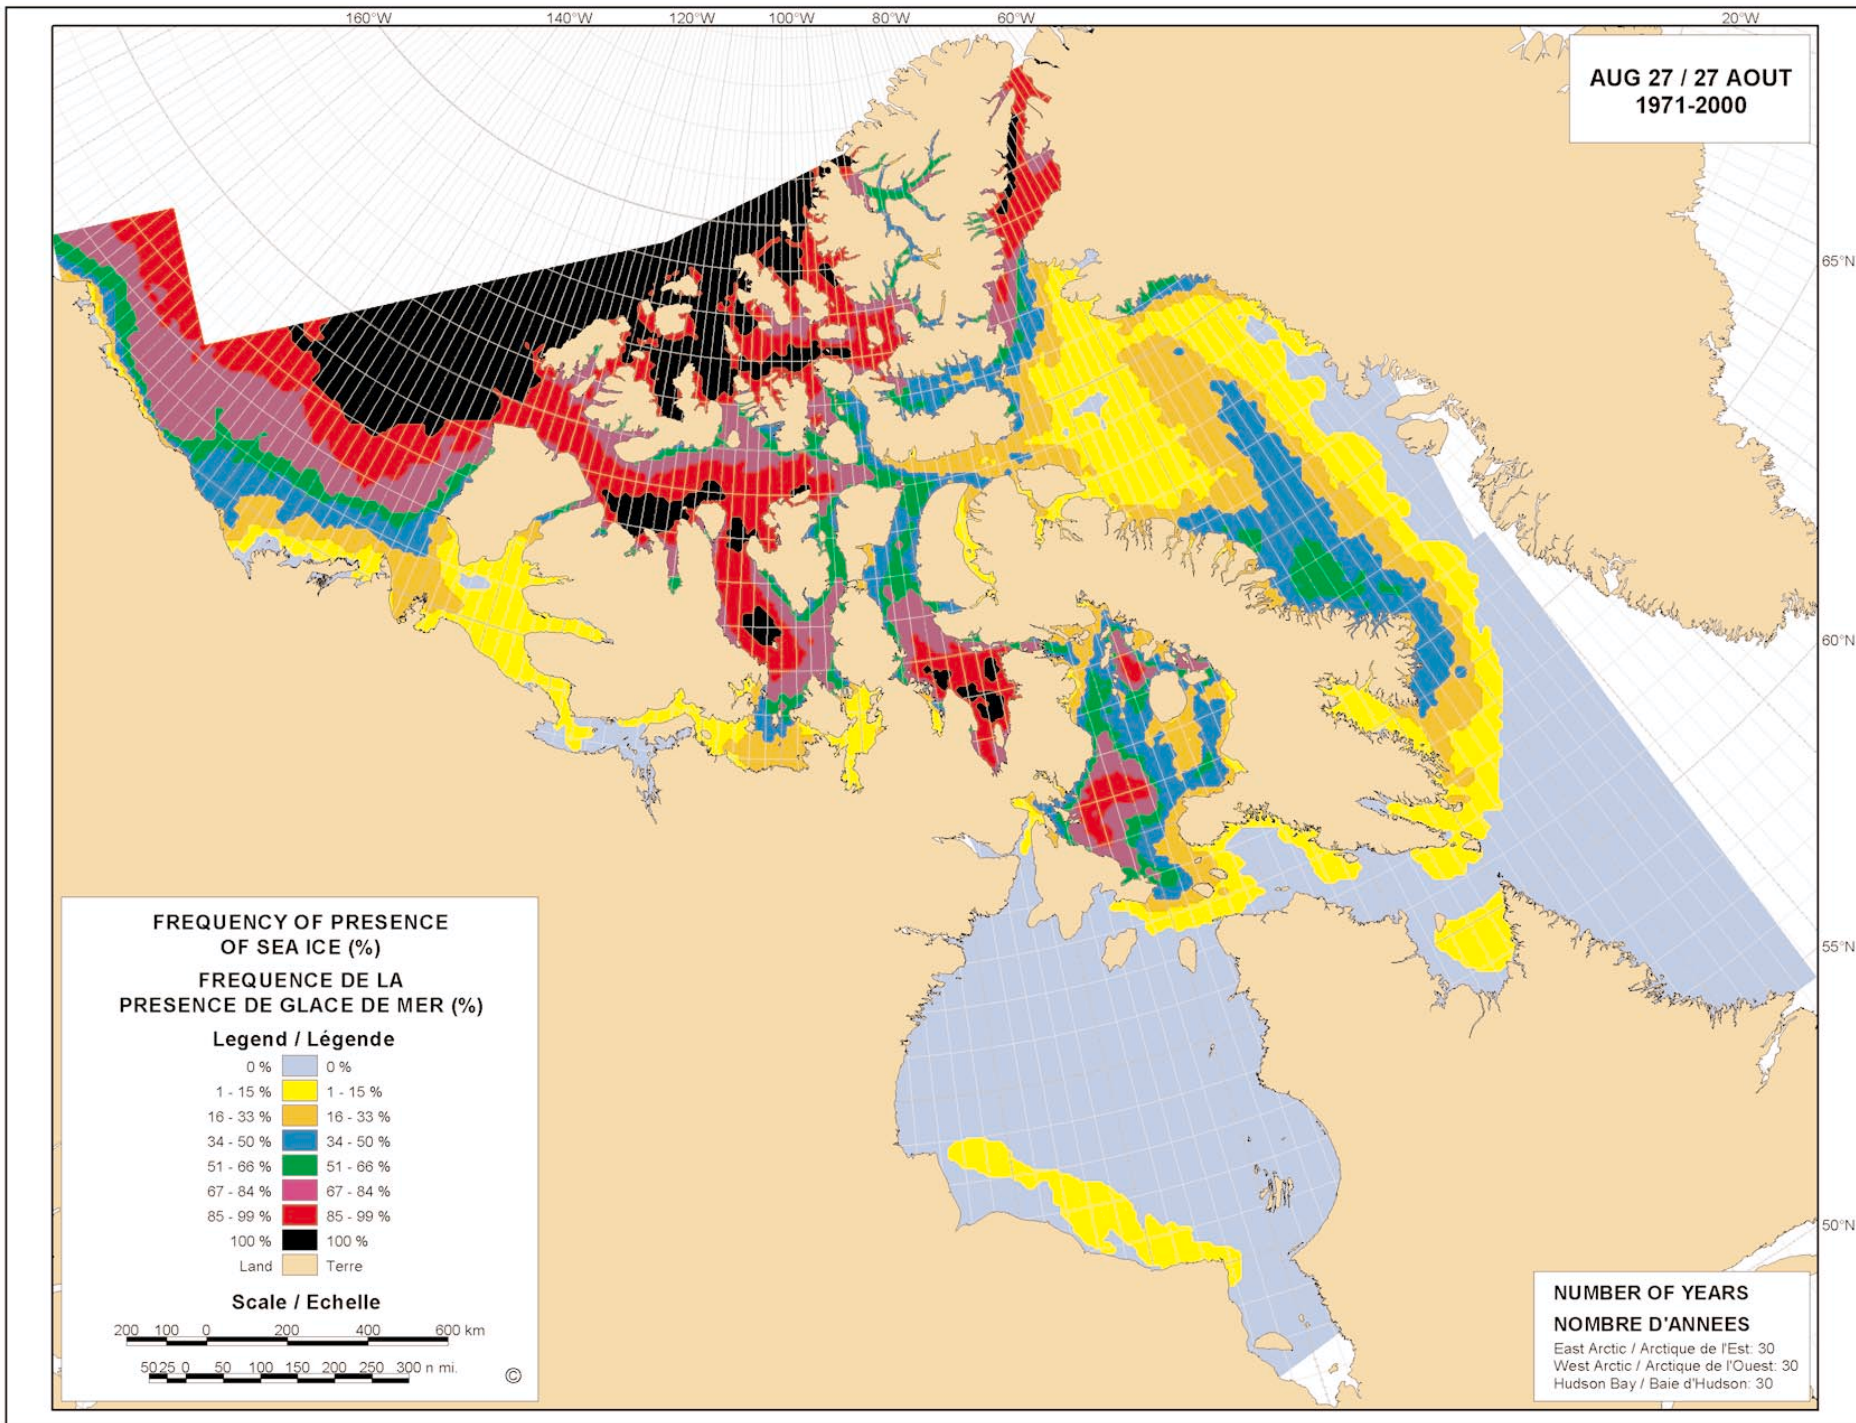 160°W 140°W 120°W 100°W 80°W 60°W 20°W
AUG 27 / 27 AOUT
1971-2000
65°N
60°N
55°N
50°N
FREQUENCY OF PRESENCE
OF SEA ICE (%)
FREQUENCE DE LA
PRESENCE DE GLACE DE MER (%)
Legend / Légende
0 % 0 %
1 - 15 % 1 - 15 %
16 - 33 % 16 - 33 %
34 - 50 % 34 - 50 %
51 - 66 % 51 - 66 %
67 - 84 % 67 - 84 %
85 - 99 % 85 - 99 %
100 % 100 %
Land Terre
Scale / Echelle
200 100 0 200 400 600 km
50 25 0 50 100 150 200 250 300 n mi.
©
NUMBER OF YEARS
NOMBRE D'ANNEES
East Arctic / Arctique de l'Est: 30
West Arctic / Arctique de l'Ouest: 30
Hudson Bay / Baie d'Hudson: 30